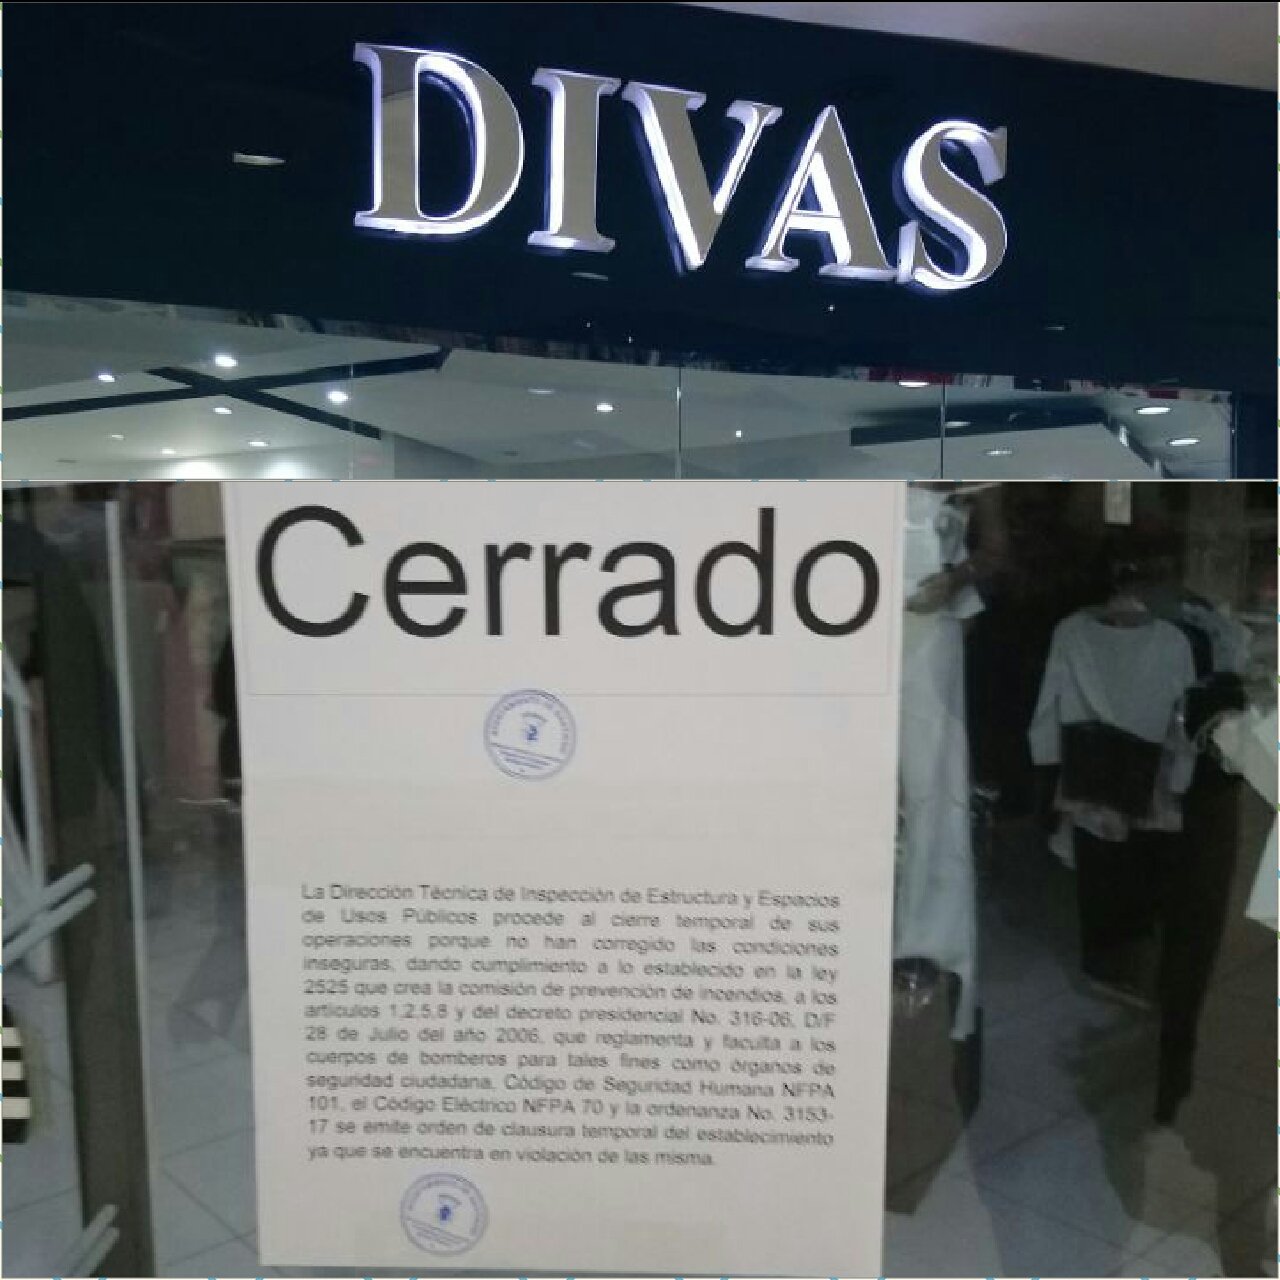 DIVAS
Cerrado
La Dirección Técnica de Inspección de Estructura y Espacios
de Usos Públicos procede al cierre temporal de sus
operaciones porque no han corregido las condiciones
inseguras, dando cumplimiento a lo establecido en la ley
2525 que crea la comisión de prevención de incendios, a los
artículos 1,2,5,8 y del decreto presidencial No. 316-06, D/F
28 de Julio del año 2006, que reglamenta y faculta a los
cuerpos de bomberos para tales fines como órganos de
seguridad ciudadana, Código de Seguridad Humana NFPA
101, el Código Eléctrico NFPA 70 y la ordenanza No. 3153-
17 se emite orden de clausura temporal del establecimiento
ya que se encuentra en violación de las misma.